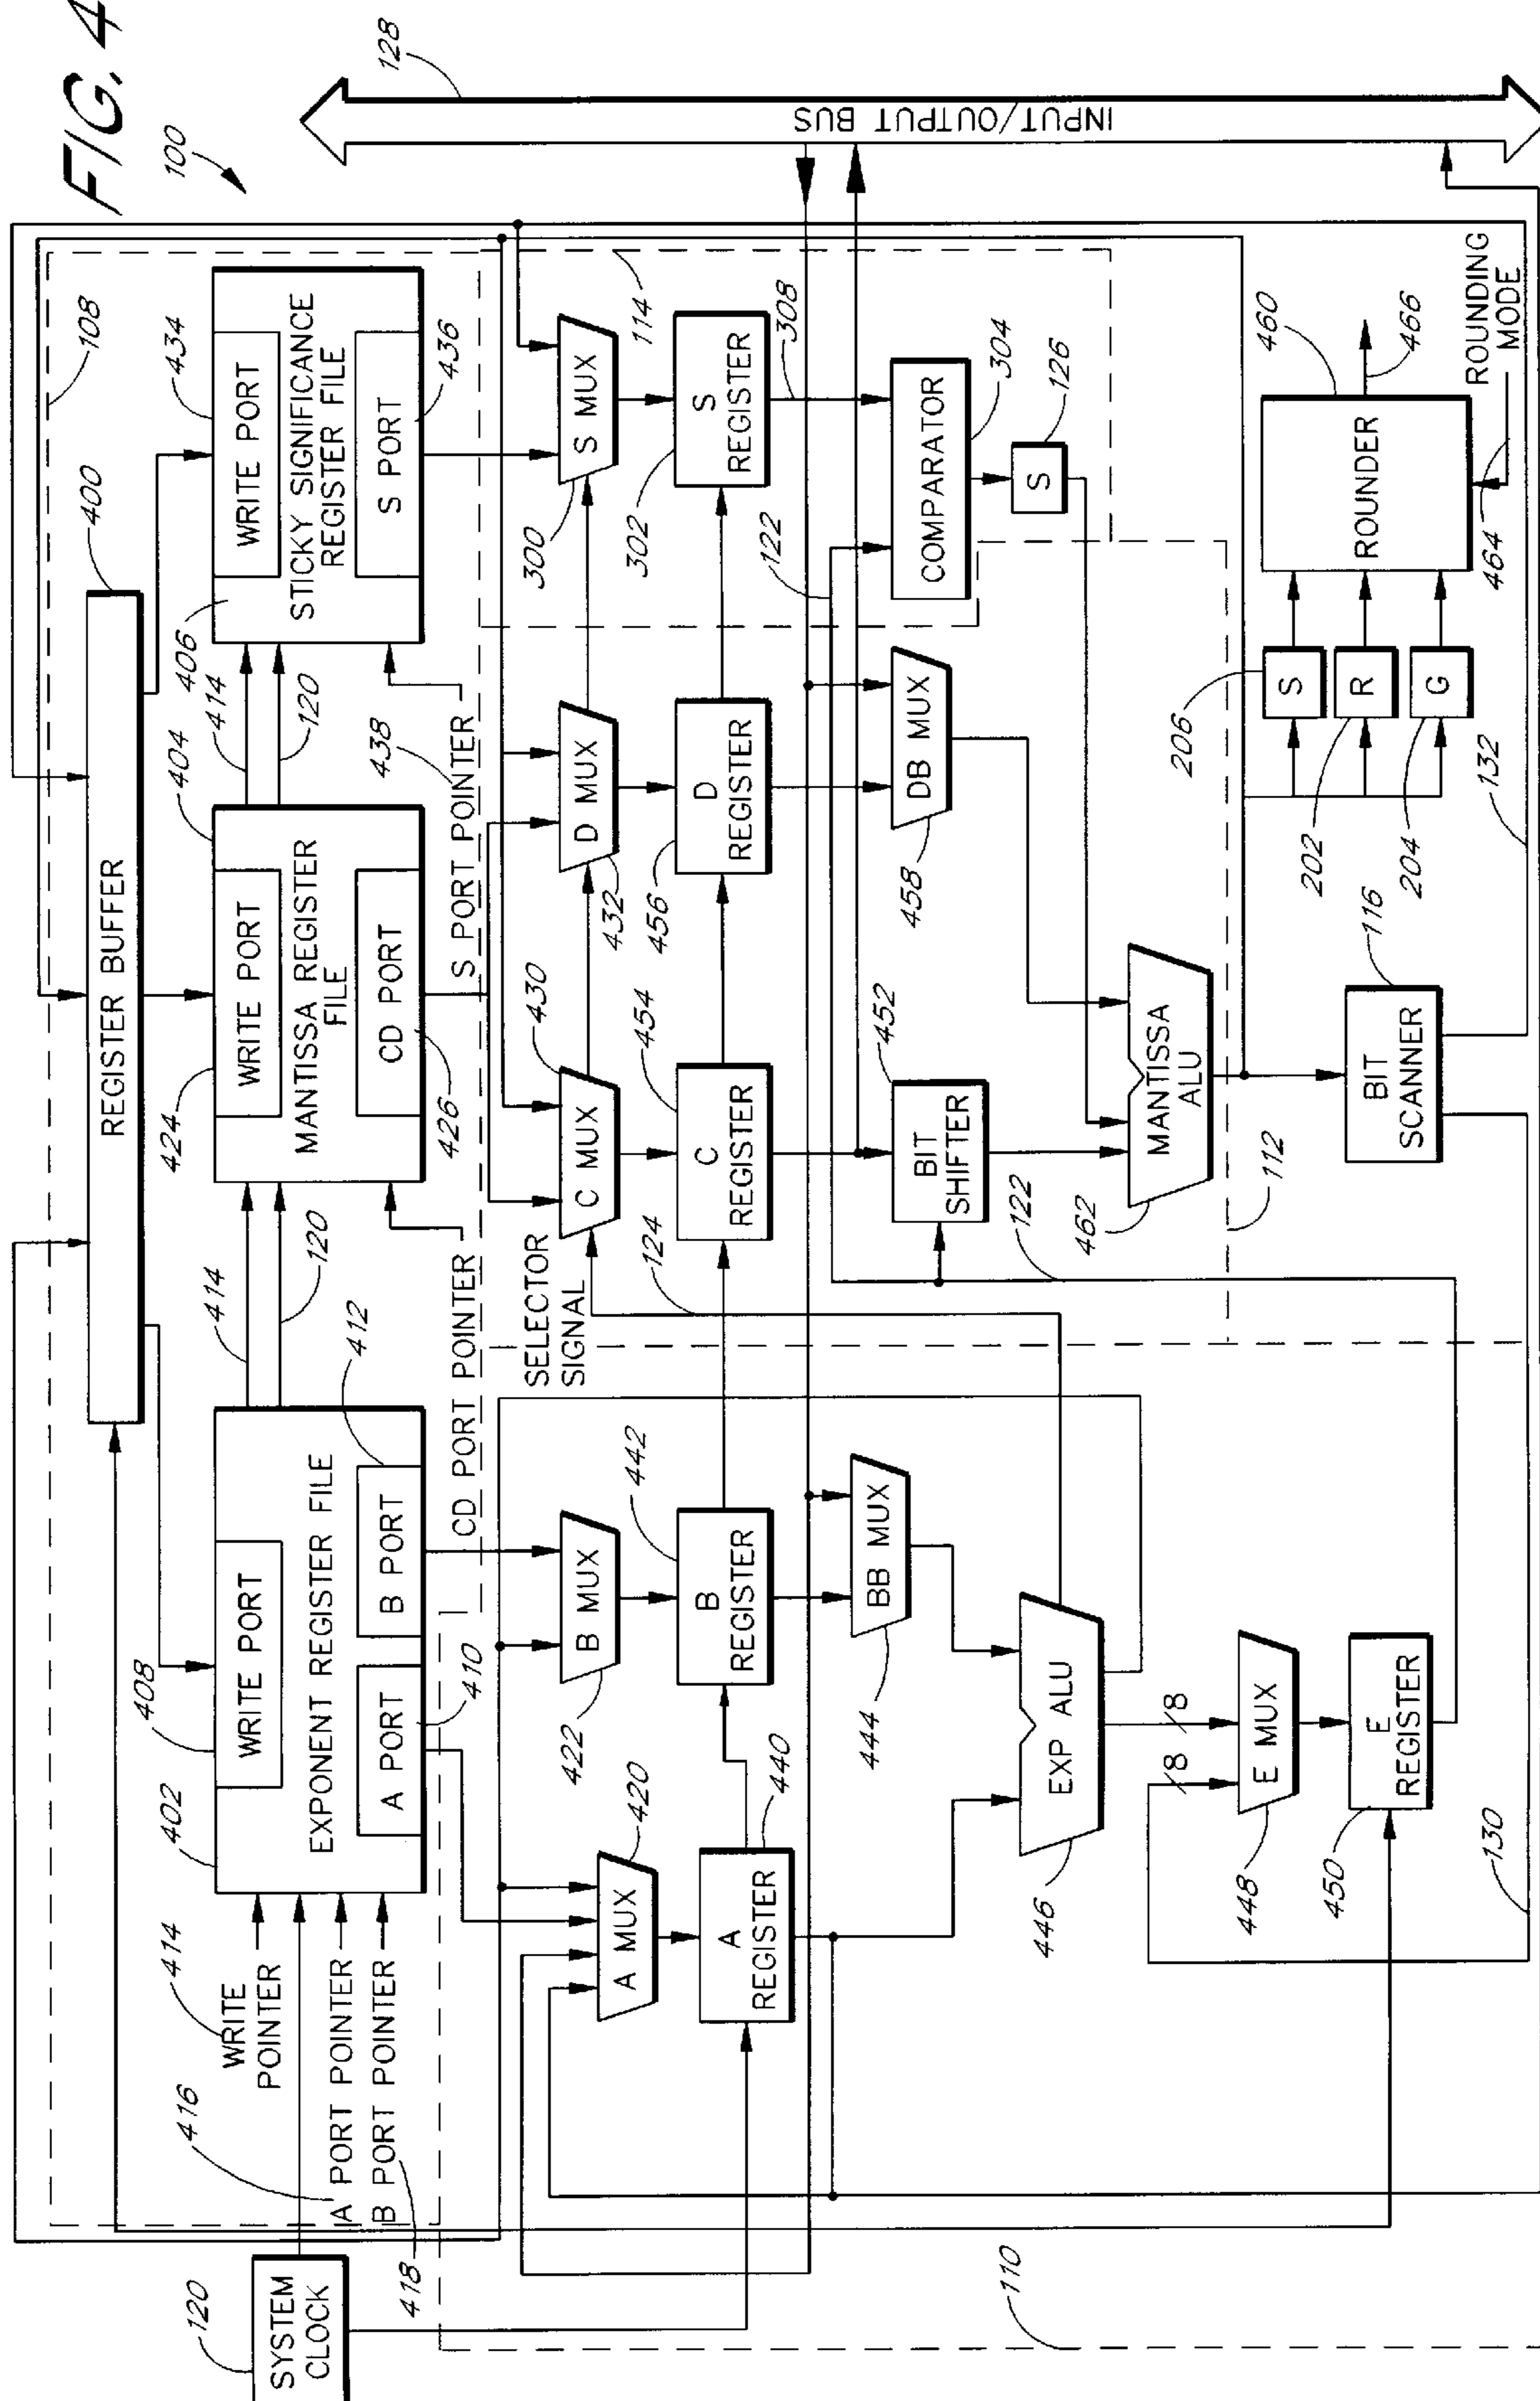 FIG. 4
100
128
INPUT/OUTPUT BUS
108
400
REGISTER BUFFER
120
SYSTEM
CLOCK
414
WRITE
POINTER
416
A PORT POINTER
B PORT POINTER
418
402
408
WRITE PORT
EXPONENT REGISTER FILE
A PORT
B PORT
410
412
414
120
CD PORT POINTER
424
404
WRITE PORT
MANTISSA REGISTER
FILE
CD PORT
426
414
120
S PORT POINTER
438
406
434
WRITE PORT
STICKY SIGNIFICANCE
REGISTER FILE
S PORT
436
A MUX
420
B MUX
422
SELECTOR
SIGNAL
124
C MUX
430
D MUX
432
S MUX
300
114
A
REGISTER
440
B
REGISTER
442
C
REGISTER
454
D
REGISTER
456
S
REGISTER
302
308
122
BB MUX
444
BIT
SHIFTER
452
DB MUX
458
COMPARATOR
304
S
126
EXP ALU
446
122
MANTISSA
ALU
462
112
8
8
E MUX
448
E
REGISTER
450
130
110
BIT
SCANNER
116
132
206
S
R
G
202
204
ROUNDER
460
466
464
ROUNDING
MODE